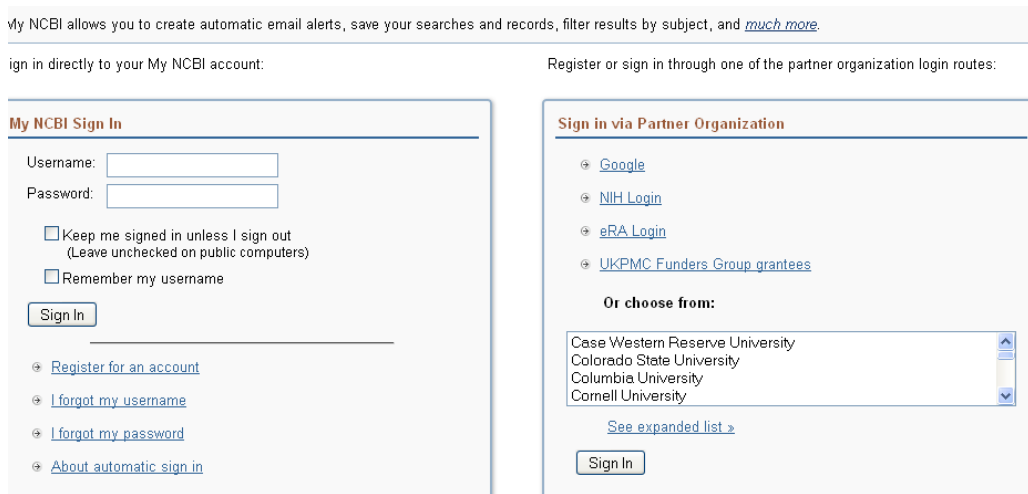 My NCBI allows you to create automatic email alerts, save your searches and records, filter results by subject, and much more.
ign in directly to your My NCBI account:
My NCBI Sign In
Username:
Password:
Keep me signed in unless I sign out
(Leave unchecked on public computers)
Remember my username
Sign In
Register for an account
I forgot my username
I forgot my password
About automatic sign in
Register or sign in through one of the partner organization login routes:
Sign in via Partner Organization
Google
NIH Login
eRA Login
UKPMC Funders Group grantees
Or choose from:
Case Western Reserve University
Colorado State University
Columbia University
Cornell University
See expanded list »
Sign In